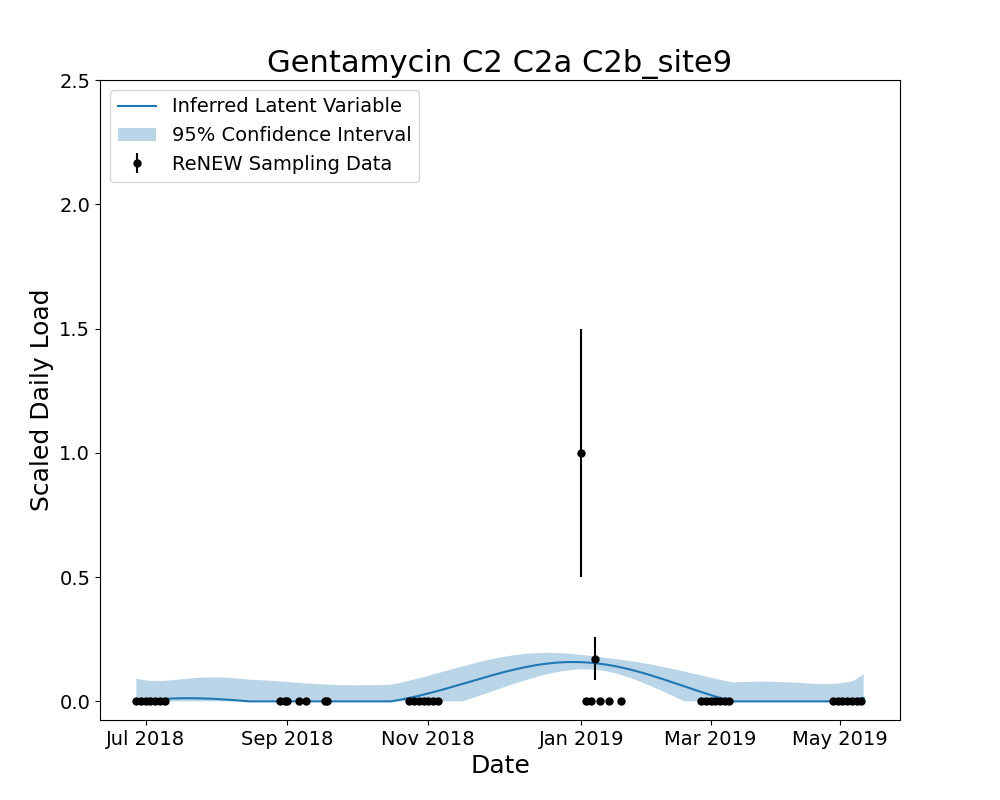 Gentamycin C2 C2a C2b_site9
Inferred Latent Variable
95% Confidence Interval
ReNEW Sampling Data
Scaled Daily Load
2.5
2.0
1.5
1.0
0.5
0.0
Jul 2018 Sep 2018 Nov 2018 Jan 2019 Mar 2019 May 2019
Date